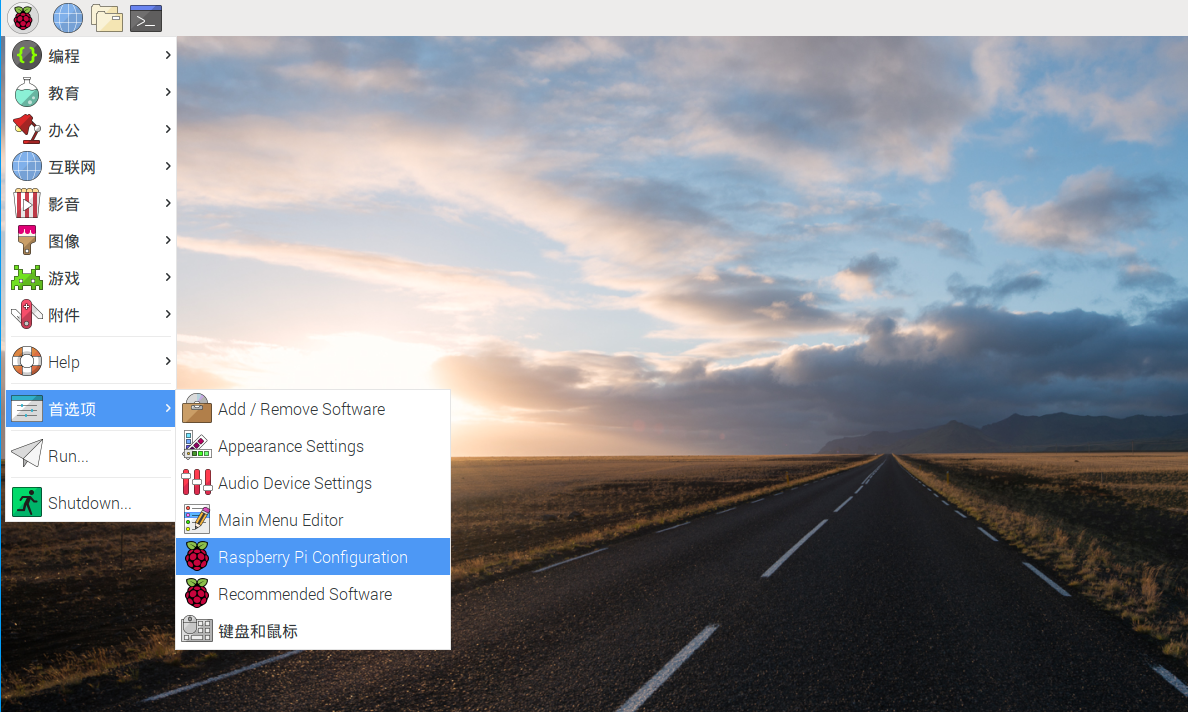 编程
教育
办公
互联网
影音
图像
游戏
附件
Help
首选项
Run...
Shutdown...
Add / Remove Software
Appearance Settings
Audio Device Settings
Main Menu Editor
Raspberry Pi Configuration
Recommended Software
键盘和鼠标